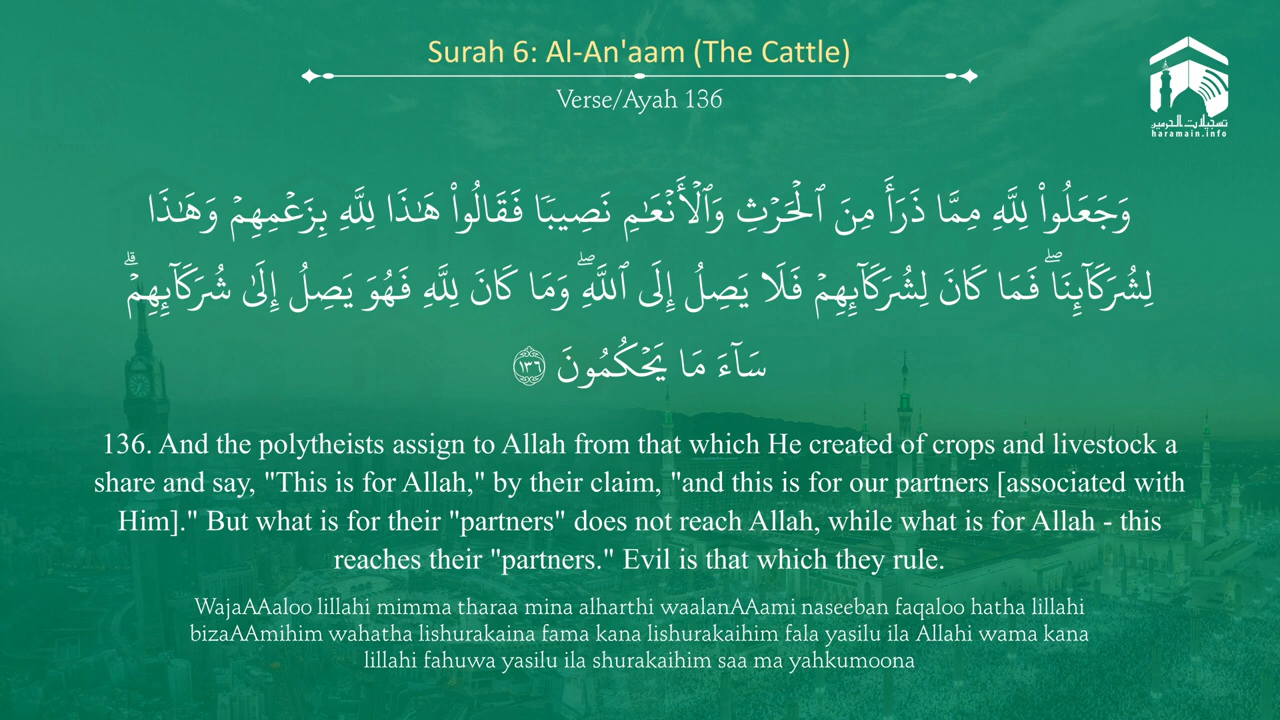 Surah 6: Al-An'aam (The Cattle)
Verse/Ayah 136
تسجيلات الحرمين
haramain.info
وَجَعَلُوا۟ لِلَّهِ مِمَّا ذَرَأَ مِنَ ٱلْحَرْثِ وَٱلْأَنْعَـٰمِ نَصِيبًا فَقَالُوا۟ هَـٰذَا لِلَّهِ بِزَعْمِهِمْ وَهَـٰذَا
لِشُرَكَآئِنَا ۖ فَمَا كَانَ لِشُرَكَآئِهِمْ فَلَا يَصِلُ إِلَى ٱللَّهِ ۖ وَمَا كَانَ لِلَّهِ فَهُوَ يَصِلُ إِلَىٰ شُرَكَآئِهِمْ ۗ
سَآءَ مَا يَحْكُمُونَ ١٣٦
136. And the polytheists assign to Allah from that which He created of crops and livestock a
share and say, "This is for Allah," by their claim, "and this is for our partners [associated with
Him]." But what is for their "partners" does not reach Allah, while what is for Allah - this
reaches their "partners." Evil is that which they rule.
WajaAAaloo lillahi mimma tharaa mina alharthi waalanAAami naseeban faqaloo hatha lillahi
bizaAAmihim wahatha lishurakaina fama kana lishurakaihim fala yasilu ila Allahi wama kana
lillahi fahuwa yasilu ila shurakaihim saa ma yahkumoona